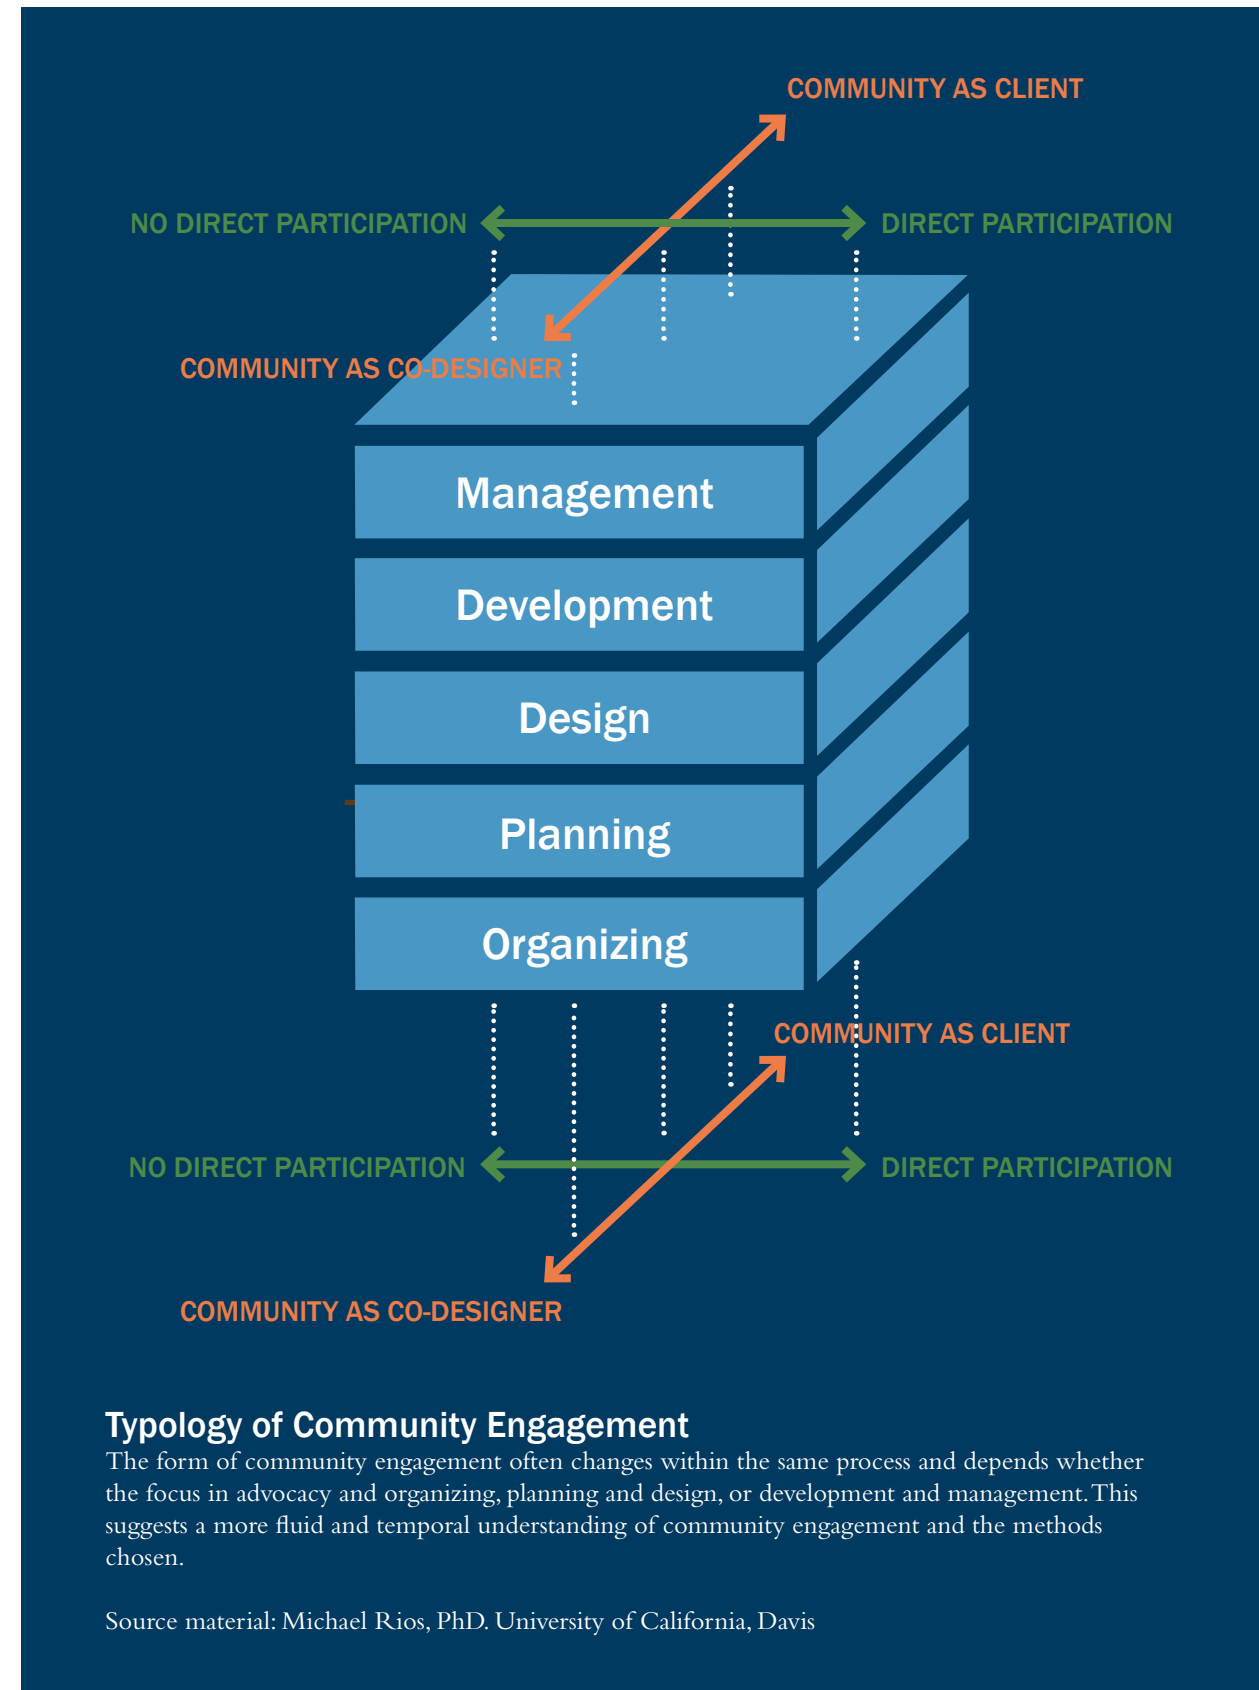 COMMUNITY AS CLIENT
NO DIRECT PARTICIPATION
DIRECT PARTICIPATION
COMMUNITY AS CO-DESIGNER
Management
Development
Design
Planning
Organizing
COMMUNITY AS CLIENT
NO DIRECT PARTICIPATION
DIRECT PARTICIPATION
COMMUNITY AS CO-DESIGNER
Typology of Community Engagement
The form of community engagement often changes within the same process and depends whether
the focus in advocacy and organizing, planning and design, or development and management. This
suggests a more fluid and temporal understanding of community engagement and the methods
chosen.
Source material: Michael Rios, PhD. University of California, Davis